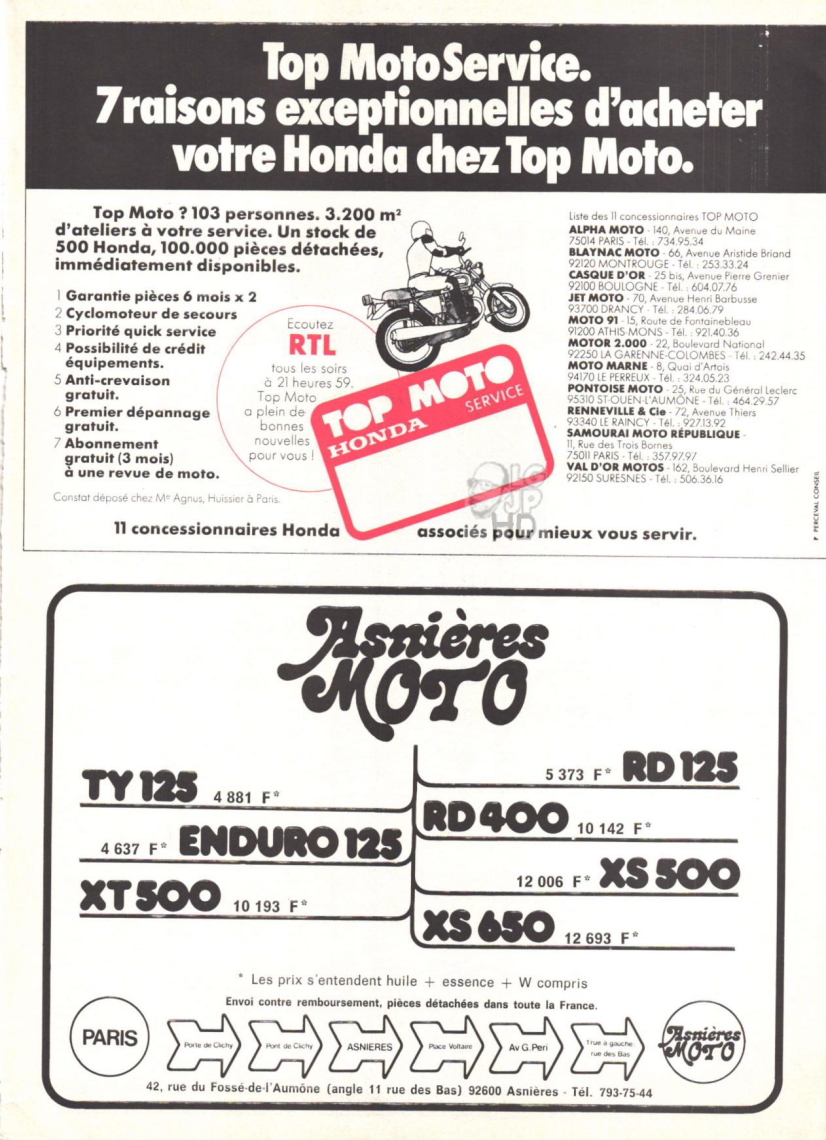 Top Moto Service.
7 raisons exceptionnelles d'acheter
votre Honda chez Top Moto.
Top Moto ? 103 personnes. 3.200 m²
d'ateliers à votre service. Un stock de
500 Honda, 100.000 pièces détachées,
immédiatement disponibles.
1 Garantie pièces 6 mois x 2
2 Cyclomoteur de secours
3 Priorité quick service
4 Possibilité de crédit
équipements.
5 Anti-crevaison
gratuit.
6 Premier dépannage
gratuit.
7 Abonnement
gratuit (3 mois)
à une revue de moto.
Constat déposé chez Me Agnus, Huissier à Paris.
Ecoutez
RTL
tous les soirs
à 21 heures 59.
Top Moto
a plein de
bonnes
nouvelles
pour vous !
TOP MOTO
HONDA SERVICE
Liste des 11 concessionnaires TOP MOTO
ALPHA MOTO - 140, Avenue du Maine
75014 PARIS - Tél. : 734.95.34
BLAYNAC MOTO - 66, Avenue Aristide Briand
92120 MONTROUGE - Tél. : 253.33.24
CASQUE D'OR - 25 bis, Avenue Pierre Grenier
92100 BOULOGNE - Tél. : 604.07.76
JET MOTO - 70, Avenue Henri Barbusse
93700 DRANCY - Tél. : 284.06.79
MOTO 91 - 15, Route de Fontainebleau
91200 ATHIS-MONS - Tél. : 921.40.36
MOTOR 2.000 - 22, Boulevard National
92250 LA GARENNE-COLOMBES - Tél. : 242.44.35
MOTO MARNE - 8, Quai d'Artois
94170 LE PERREUX - Tél. : 324.05.23
PONTOISE MOTO - 25, Rue du Général Leclerc
95310 ST-OUEN-L'AUMÔNE - Tél. : 464.29.57
RENNEVILLE & Cie - 72, Avenue Thiers
93340 LE RAINCY - Tél. : 927.13.92
SAMOURAI MOTO RÉPUBLIQUE -
11, Rue des Trois Bornes
75011 PARIS - Tél. : 357.97.97
VAL D'OR MOTOS - 162, Boulevard Henri Sellier
92150 SURESNES - Tél. : 506.36.16
P PERCEVAL CONSEIL
HD
11 concessionnaires Honda associés pour mieux vous servir.
Asnières
MOTO
TY 125 4 881 F*
4 637 F* ENDURO 125
XT 500 10 193 F*
5 373 F* RD 125
RD 400 10 142 F*
12 006 F* XS 500
XS 650 12 693 F*
* Les prix s'entendent huile + essence + W compris
Envoi contre remboursement, pièces détachées dans toute la France.
PARIS Porte de Clichy Pont de Clichy ASNIERES Place Voltaire Av G. Peri 1 rue à gauche
rue des Bas
Asnières
MOTO
42, rue du Fossé-de-l'Aumône (angle 11 rue des Bas) 92600 Asnières - Tél. 793-75-44